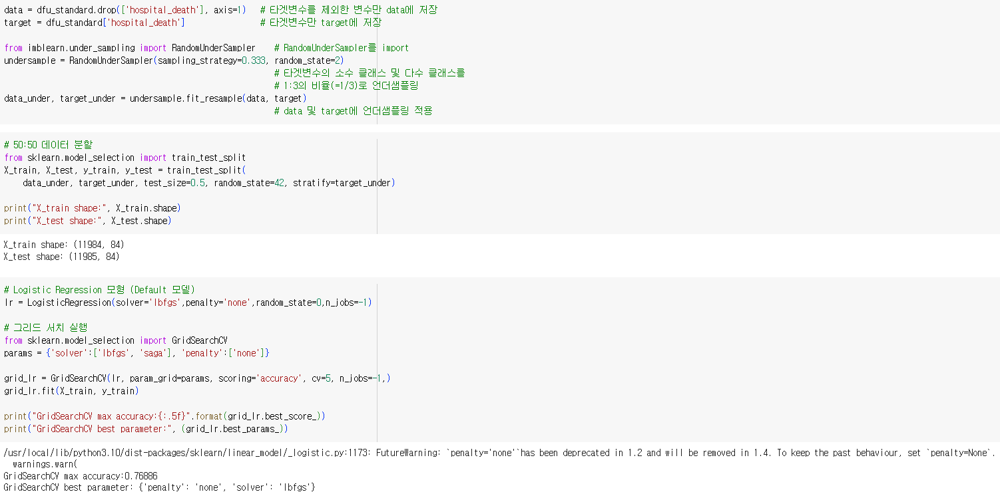 data = dfu_standard.drop(['hospital_death'], axis=1)   # 타겟변수를 제외한 변수만 data에 저장
target = dfu_standard['hospital_death']                # 타겟변수만 target에 저장

from imblearn.under_sampling import RandomUnderSampler    # RandomUnderSampler를 import
undersample = RandomUnderSampler(sampling_strategy=0.333, random_state=2)
                                                          # 타겟변수의 소수 클래스 및 다수 클래스를
                                                          # 1:3의 비율(=1/3)로 언더샘플링
data_under, target_under = undersample.fit_resample(data, target)
                                                          # data 및 target에 언더샘플링 적용

# 50:50 데이터 분할
from sklearn.model_selection import train_test_split
X_train, X_test, y_train, y_test = train_test_split(
    data_under, target_under, test_size=0.5, random_state=42, stratify=target_under)

print("X_train shape:", X_train.shape)
print("X_test shape:", X_test.shape)

X_train shape: (11984, 84)
X_test shape: (11985, 84)

# Logistic Regression 모형 (Default 모델)
lr = LogisticRegression(solver='lbfgs',penalty='none',random_state=0,n_jobs=-1)

# 그리드 서치 실행
from sklearn.model_selection import GridSearchCV
params = {'solver':['lbfgs', 'saga'], 'penalty':['none']}

grid_lr = GridSearchCV(lr, param_grid=params, scoring='accuracy', cv=5, n_jobs=-1,)
grid_lr.fit(X_train, y_train)

print("GridSearchCV max accuracy:{:.5f}".format(grid_lr.best_score_))
print("GridSearchCV best parameter:", (grid_lr.best_params_))

/usr/local/lib/python3.10/dist-packages/sklearn/linear_model/_logistic.py:1173: FutureWarning: `penalty='none'`has been deprecated in 1.2 and will be removed in 1.4. To keep the past behaviour, set `penalty=None`.
  warnings.warn(
GridSearchCV max accuracy:0.76886
GridSearchCV best parameter: {'penalty': 'none', 'solver': 'lbfgs'}